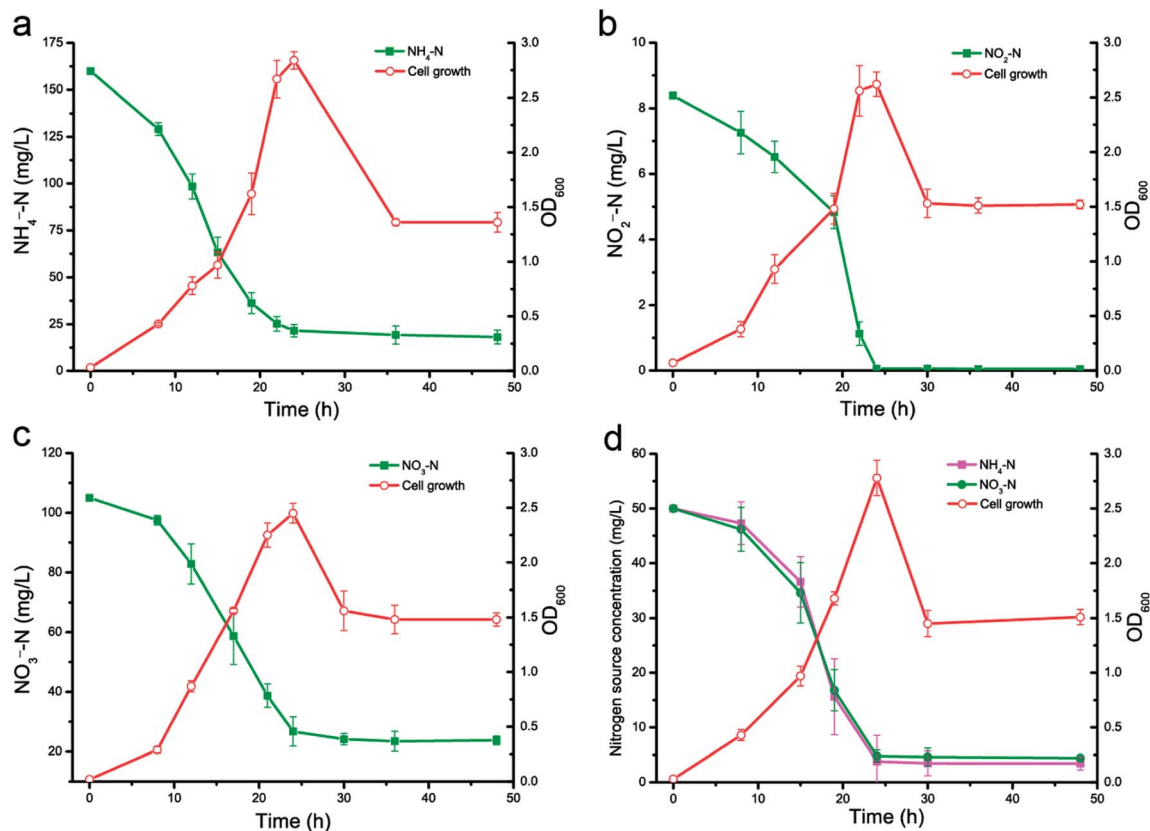 a
NH₄-N
Cell growth
175
150
125
100
75
50
25
0
NH₄⁻-N (mg/L)
3.0
2.5
2.0
1.5
1.0
0.5
0.0
OD₆₀₀
0 10 20 30 40 50
Time (h)
b
NO₂-N
Cell growth
10
8
6
4
2
0
NO₂⁻-N (mg/L)
3.0
2.5
2.0
1.5
1.0
0.5
0.0
OD₆₀₀
0 10 20 30 40 50
Time (h)
c
NO₃-N
Cell growth
120
100
80
60
40
20
NO₃⁻-N (mg/L)
3.0
2.5
2.0
1.5
1.0
0.5
0.0
OD₆₀₀
0 10 20 30 40 50
Time (h)
d
NH₄-N
NO₃-N
Cell growth
60
50
40
30
20
10
0
Nitrogen source concentration (mg/L)
3.0
2.5
2.0
1.5
1.0
0.5
0.0
OD₆₀₀
0 10 20 30 40 50
Time (h)